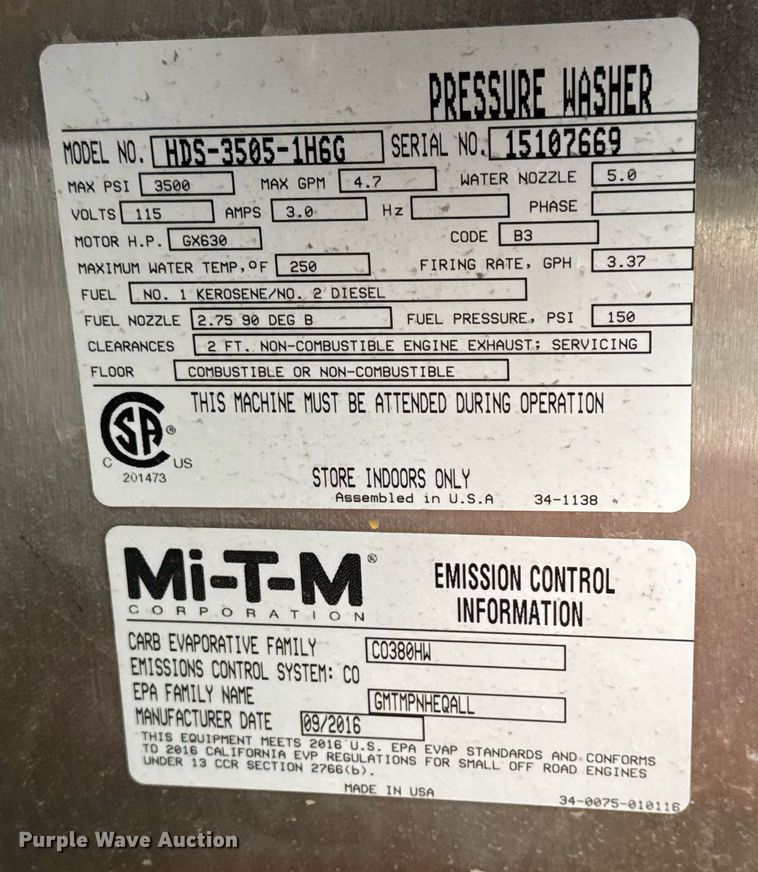 PRESSURE WASHER
MODEL NO. HDS-3505-1H6G SERIAL NO. 15107669
MAX PSI 3500 MAX GPM 4.7 WATER NOZZLE 5.0
VOLTS 115 AMPS 3.0 Hz PHASE
MOTOR H.P. GX630 CODE B3
MAXIMUM WATER TEMP,°F 250 FIRING RATE, GPH 3.37
FUEL NO. 1 KEROSENE/NO. 2 DIESEL
FUEL NOZZLE 2.75 90 DEG B FUEL PRESSURE, PSI 150
CLEARANCES 2 FT. NON-COMBUSTIBLE ENGINE EXHAUST; SERVICING
FLOOR COMBUSTIBLE OR NON-COMBUSTIBLE
THIS MACHINE MUST BE ATTENDED DURING OPERATION
CSA®
C US
201473
STORE INDOORS ONLY
Assembled in U.S.A 34-1138
Mi-T-M®
CORPORATION
EMISSION CONTROL
INFORMATION
CARB EVAPORATIVE FAMILY CO380HW
EMISSIONS CONTROL SYSTEM: CO
EPA FAMILY NAME GMTMPNHEQALL
MANUFACTURER DATE 09/2016
THIS EQUIPMENT MEETS 2016 U.S. EPA EVAP STANDARDS AND CONFORMS
TO 2016 CALIFORNIA EVP REGULATIONS FOR SMALL OFF ROAD ENGINES
UNDER 13 CCR SECTION 2766(b).
MADE IN USA
34-0075-010116
Purple Wave Auction